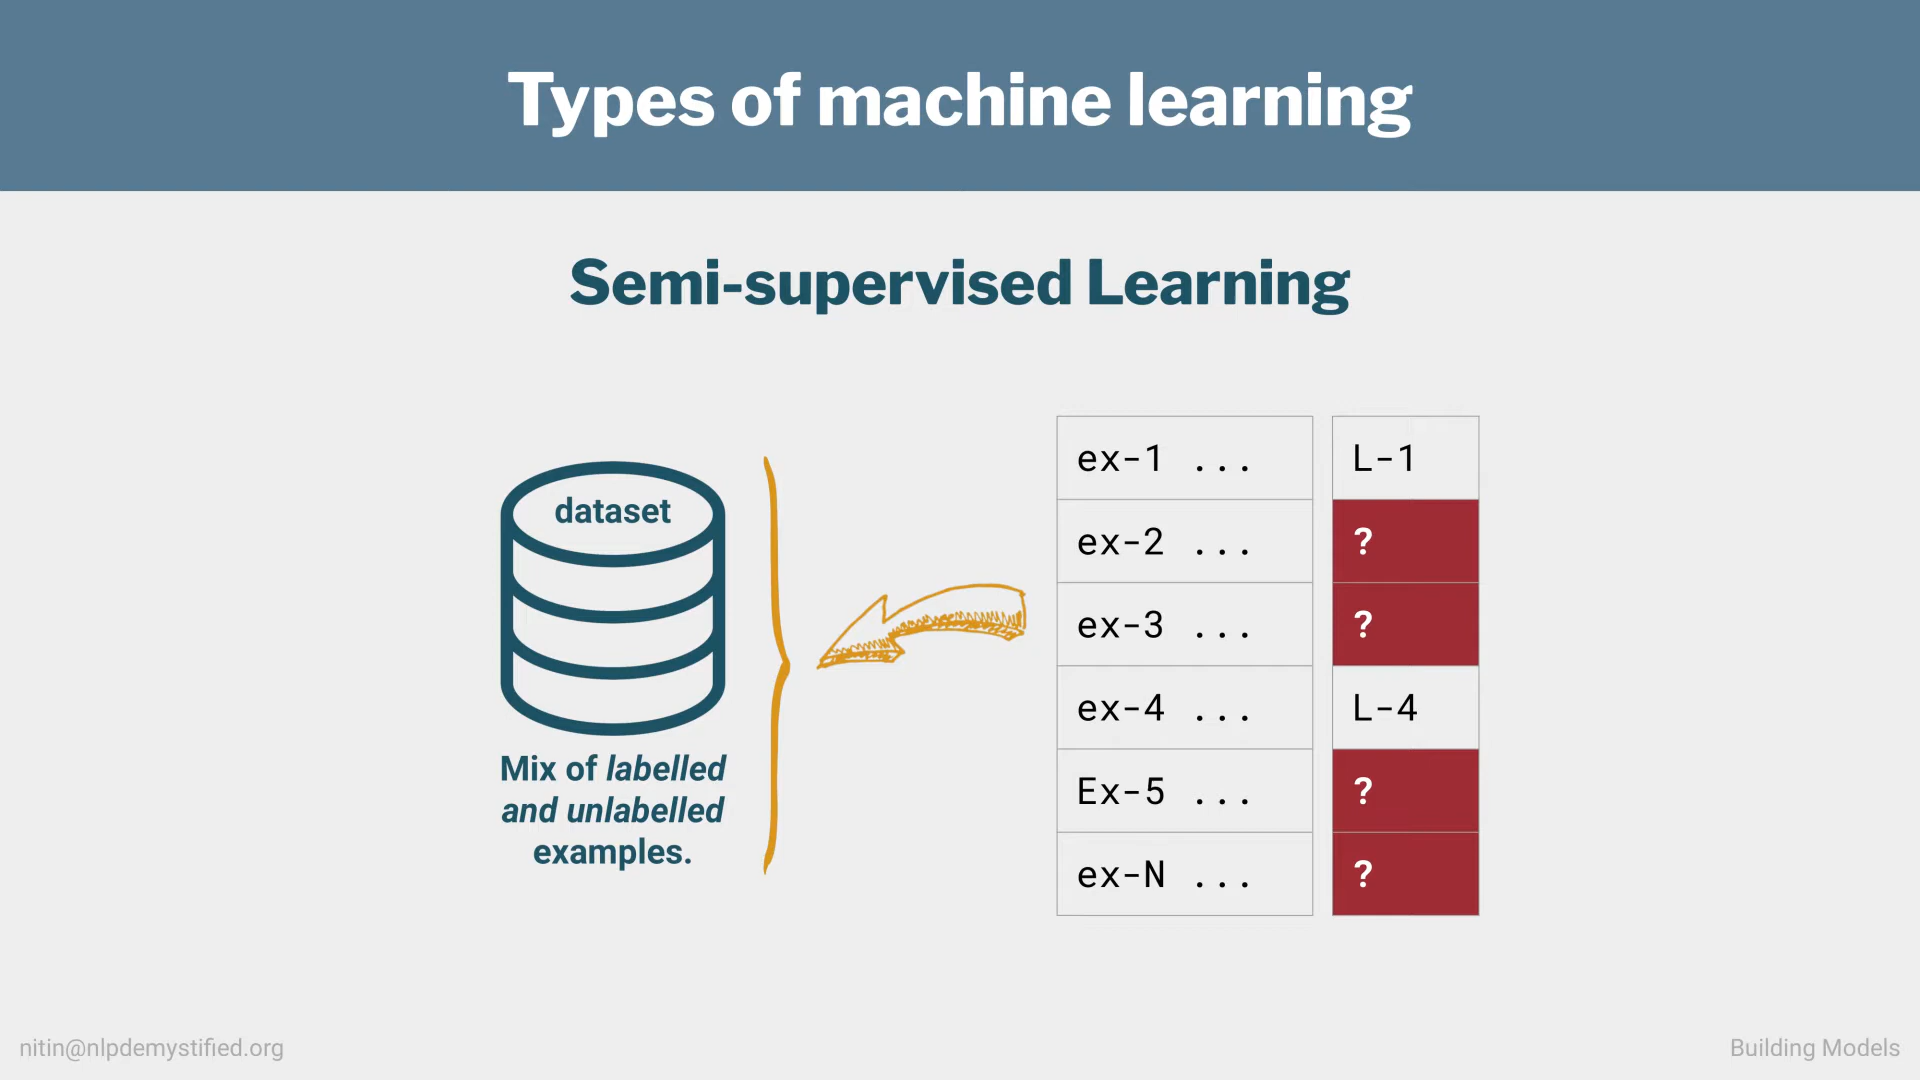 Types of machine learning
Semi-supervised Learning
dataset
Mix of labelled
and unlabelled
examples.
ex-1 ... L-1
ex-2 ... ?
ex-3 ... ?
ex-4 ... L-4
Ex-5 ... ?
ex-N ... ?
nitin@nlpdemystified.org
Building Models